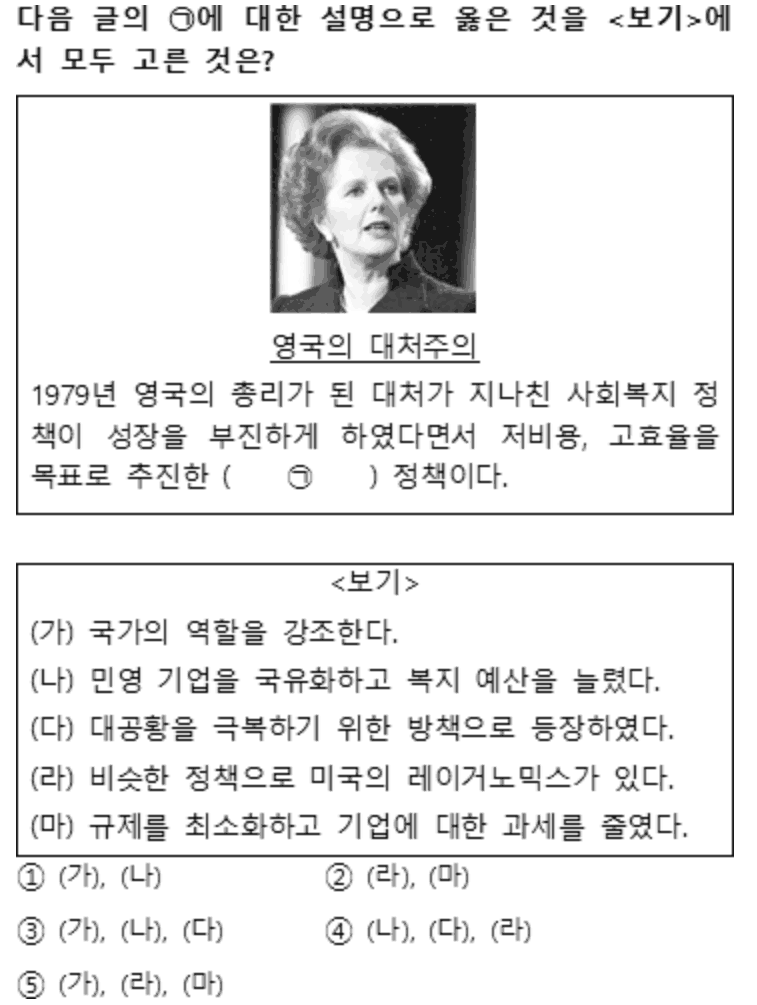 다음 글의 ㉠에 대한 설명으로 옳은 것을 <보기>에
서 모두 고른 것은?
영국의 대처주의
1979년 영국의 총리가 된 대처가 지나친 사회복지 정
책이 성장을 부진하게 하였다면서 저비용, 고효율을
목표로 추진한 ( ㉠ ) 정책이다.
<보기>
(가) 국가의 역할을 강조한다.
(나) 민영 기업을 국유화하고 복지 예산을 늘렸다.
(다) 대공황을 극복하기 위한 방책으로 등장하였다.
(라) 비슷한 정책으로 미국의 레이거노믹스가 있다.
(마) 규제를 최소화하고 기업에 대한 과세를 줄였다.
① (가), (나) ② (라), (마)
③ (가), (나), (다) ④ (나), (다), (라)
⑤ (가), (라), (마)